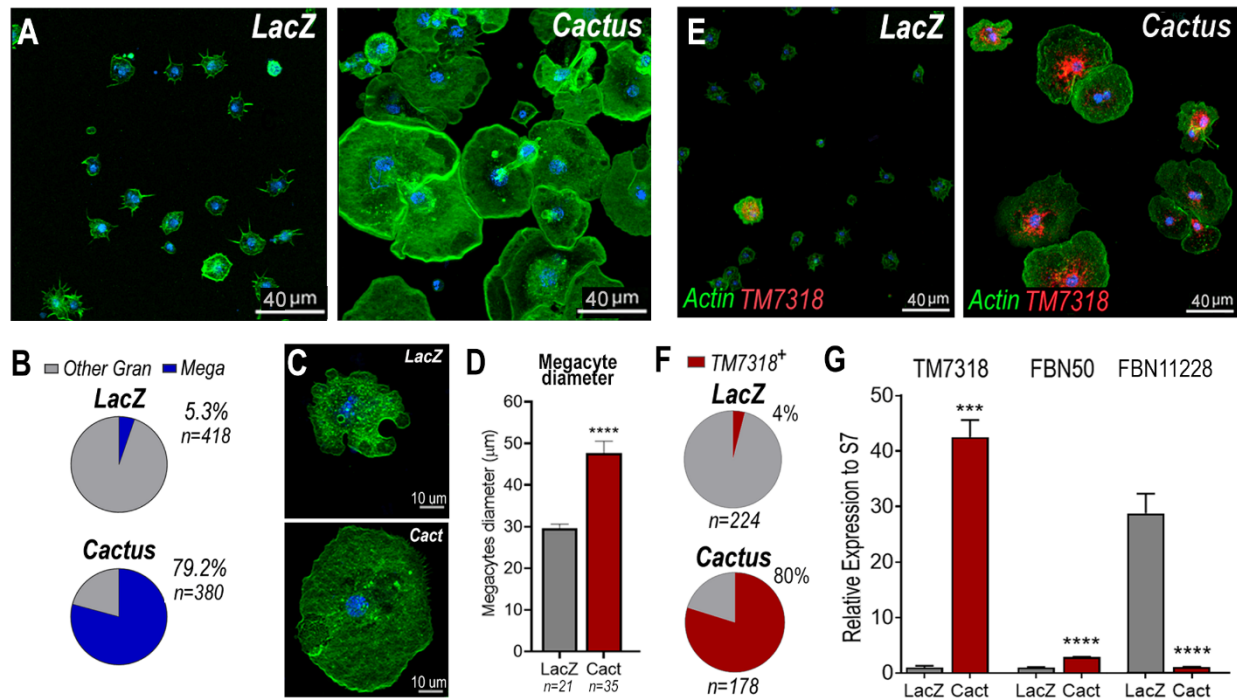 A
LacZ
40 µm
Cactus
40 µm
E
LacZ
Actin TM7318
40 µm
Cactus
Actin TM7318
40 µm
B
Other Gran Mega
LacZ
5.3%
n=418
Cactus
79.2%
n=380
C
LacZ
10 um
Cact
10 um
D
Megacyte
diameter
Megacytes diameter (µm)
60
50
40
30
20
10
0
****
LacZ Cact
n=21 n=35
F
TM7318+
LacZ
4%
n=224
Cactus
80%
n=178
G
TM7318 FBN50 FBN11228
Relative Expression to S7
50
40
30
20
10
0
***
****
****
LacZ Cact LacZ Cact LacZ Cact